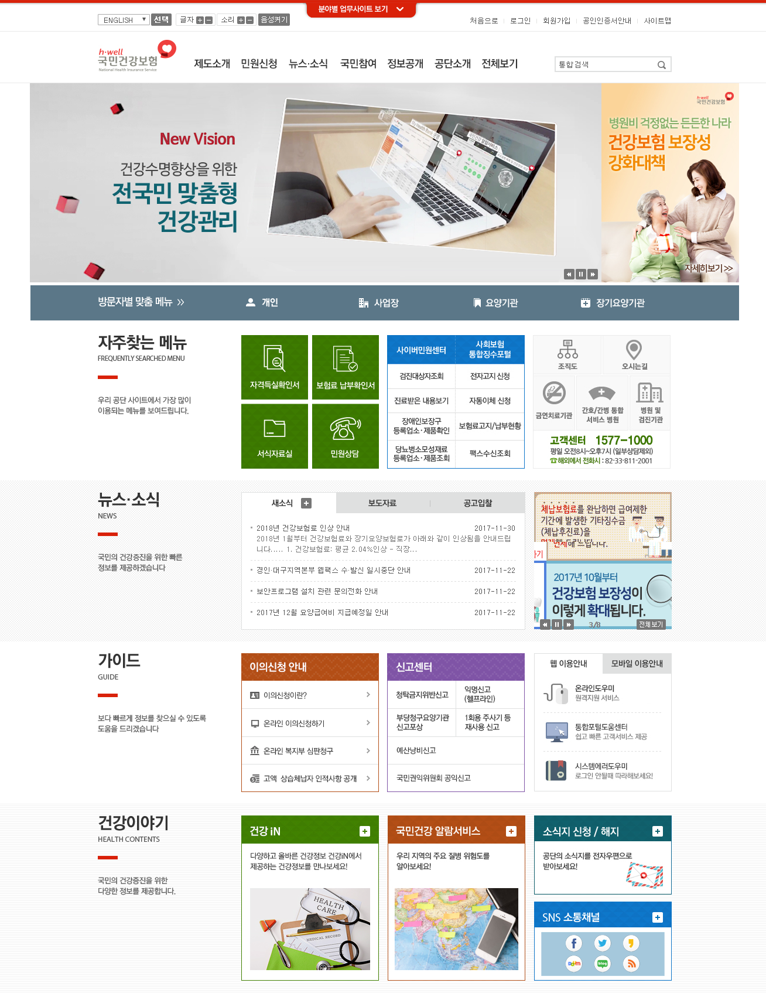 분야별 업무사이트 보기
ENGLISH ▼ 선택 글자 + − 소리 + − 음성켜기
처음으로 로그인 회원가입 공인인증서안내 사이트맵
h·well
국민건강보험
National Health Insurance Service
제도소개 민원신청 뉴스·소식 국민참여 정보공개 공단소개 전체보기
통합검색
New Vision
건강수명향상을 위한
전국민 맞춤형
건강관리
h·well
국민건강보험
병원비 걱정없는 든든한 나라
건강보험 보장성
강화대책
자세히보기 >>
방문자별 맞춤 메뉴 >> 개인 사업장 요양기관 장기요양기관
자주찾는 메뉴
FREQUENTLY SEARCHED MENU
우리 공단 사이트에서 가장 많이
이용되는 메뉴를 보여드립니다.
자격득실확인서
보험료 납부확인서
서식자료실
민원상담
사이버민원센터
사회보험
통합징수포털
검진대상자조회
전자고지 신청
진료받은 내용보기
자동이체 신청
장애인보장구
등록업소·제품확인
보험료고지/납부현황
당뇨병소모성재료
등록업소·제품조회
팩스수신조회
조직도
오시는길
금연치료기관
간호/간병 통합
서비스 병원
병원 및
검진기관
고객센터 1577-1000
평일 오전8시~오후7시 (일부상담제외)
☎해외에서 전화시 : 82-33-811-2001
뉴스·소식
NEWS
국민의 건강증진을 위한 빠른
정보를 제공하겠습니다
새소식 +
보도자료
공고입찰
2018년 건강보험료 인상 안내 2017-11-30
2018년 1월부터 건강보험료와 장기요양보험료가 아래와 같이 인상됨을 안내드립
니다..... 1. 건강보험료: 평균 2.04%인상 - 직장...
경인·대구지역본부 웹팩스 수·발신 일시중단 안내 2017-11-22
보안프로그램 설치 관련 문의전화 안내 2017-11-22
2017년 12월 요양급여비 지급예정일 안내 2017-11-22
체납보험료를 완납하면 급여제한
기간에 발생한 기타징수금
(체납후진료)을
면제해 드립니다.
2017년 10월부터
건강보험 보장성이
이렇게 확대됩니다.
3/8
전체보기
가이드
GUIDE
보다 빠르게 정보를 찾으실 수 있도록
도움을 드리겠습니다
이의신청 안내
이의신청이란?
온라인 이의신청하기
온라인 복지부 심판청구
고액 상습체납자 인적사항 공개
신고센터
청탁금지위반신고
익명신고
(헬프라인)
부당청구요양기관
신고포상
1회용 주사기 등
재사용 신고
예산낭비신고
국민권익위원회 공익신고
웹 이용안내
모바일 이용안내
온라인도우미
원격지원 서비스
통합포털도움센터
쉽고 빠른 고객서비스 제공
시스템에러도우미
로그인 안될때 따라해보세요!
건강이야기
HEALTH CONTENTS
국민의 건강증진을 위한
다양한 정보를 제공합니다.
건강 iN +
다양하고 올바른 건강정보 건강iN에서
제공하는 건강정보를 만나보세요!
HEALTH
CARE
MEDICAL RECORD
국민건강 알람서비스 +
우리 지역의 주요 질병 위험도를
알아보세요!
소식지 신청 / 해지 +
공단의 소식지를 전자우편으로
받아보세요!
SNS 소통채널 +
Daum
blog